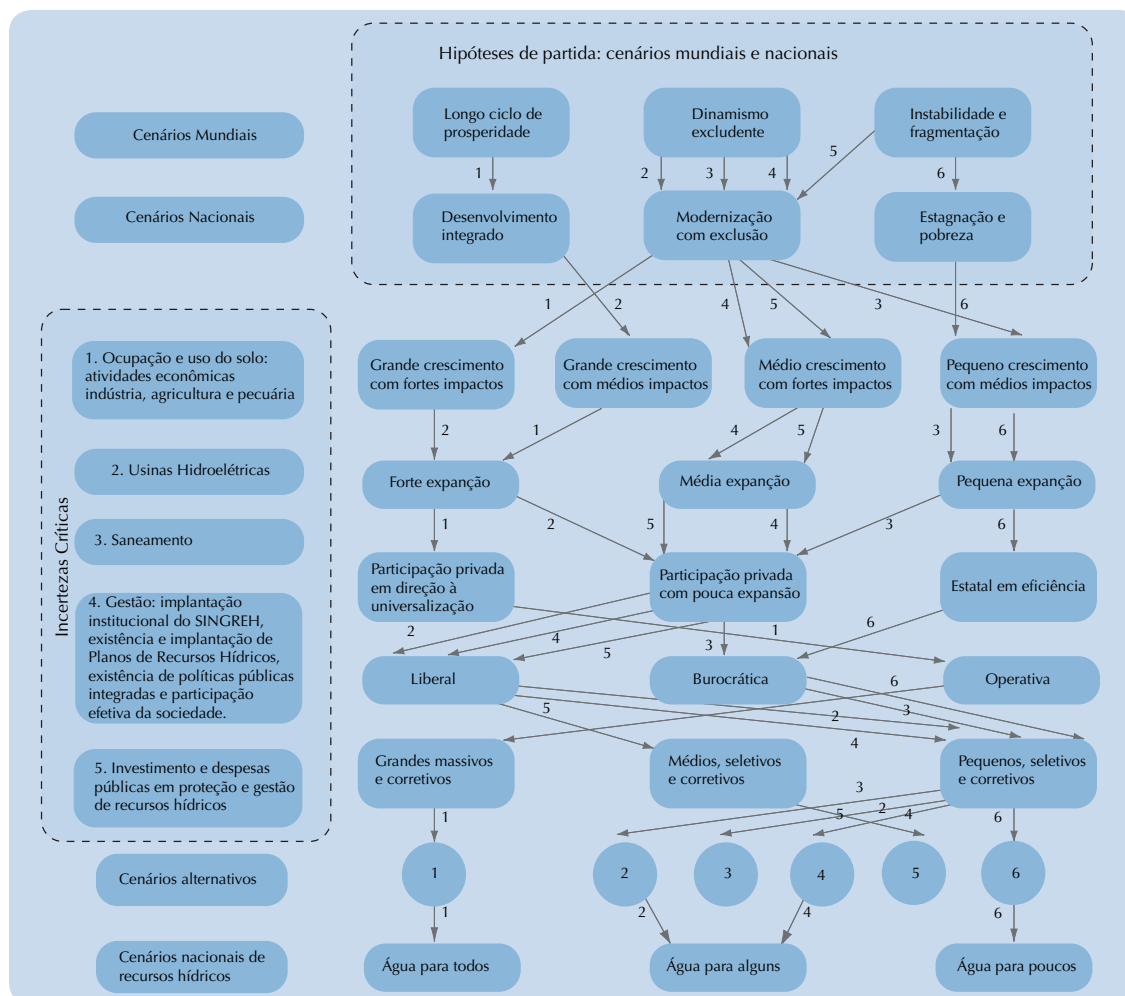 Hipóteses de partida: cenários mundiais e nacionais
Cenários Mundiais
Longo ciclo de
prosperidade
Dinamismo
excludente
Instabilidade e
fragmentação
1
2
3
4
5
6
Cenários Nacionais
Desenvolvimento
integrado
Modernização
com exclusão
Estagnação e
pobreza
1
2
4
5
3
6
Incertezas Críticas
1. Ocupação e uso do solo:
atividades econômicas
indústria, agricultura e pecuária
Grande crescimento
com fortes impactos
Grande crescimento
com médios impactos
Médio crescimento
com fortes impactos
Pequeno crescimento
com médios impactos
2
1
4
5
3
6
2. Usinas Hidroelétricas
Forte expanção
Média expanção
Pequena expanção
1
2
5
4
3
6
3. Saneamento
Participação privada
em direção à
universalização
Participação privada
com pouca expansão
Estatal em eficiência
2
4
5
3
6
1
4. Gestão: implantação
institucional do SINGREH,
existência e implantação de
Planos de Recursos Hídricos,
existência de políticas públicas
integradas e participação
efetiva da sociedade.
Liberal
Burocrática
Operativa
5
2
4
3
6
5. Investimento e despesas
públicas em proteção e gestão
de recursos hídricos
Grandes massivos
e corretivos
Médios, seletivos
e corretivos
Pequenos, seletivos
e corretivos
1
3
5
2
4
6
Cenários alternativos
1
2
3
4
5
6
1
2
4
6
Cenários nacionais de
recursos hídricos
Água para todos
Água para alguns
Água para poucos